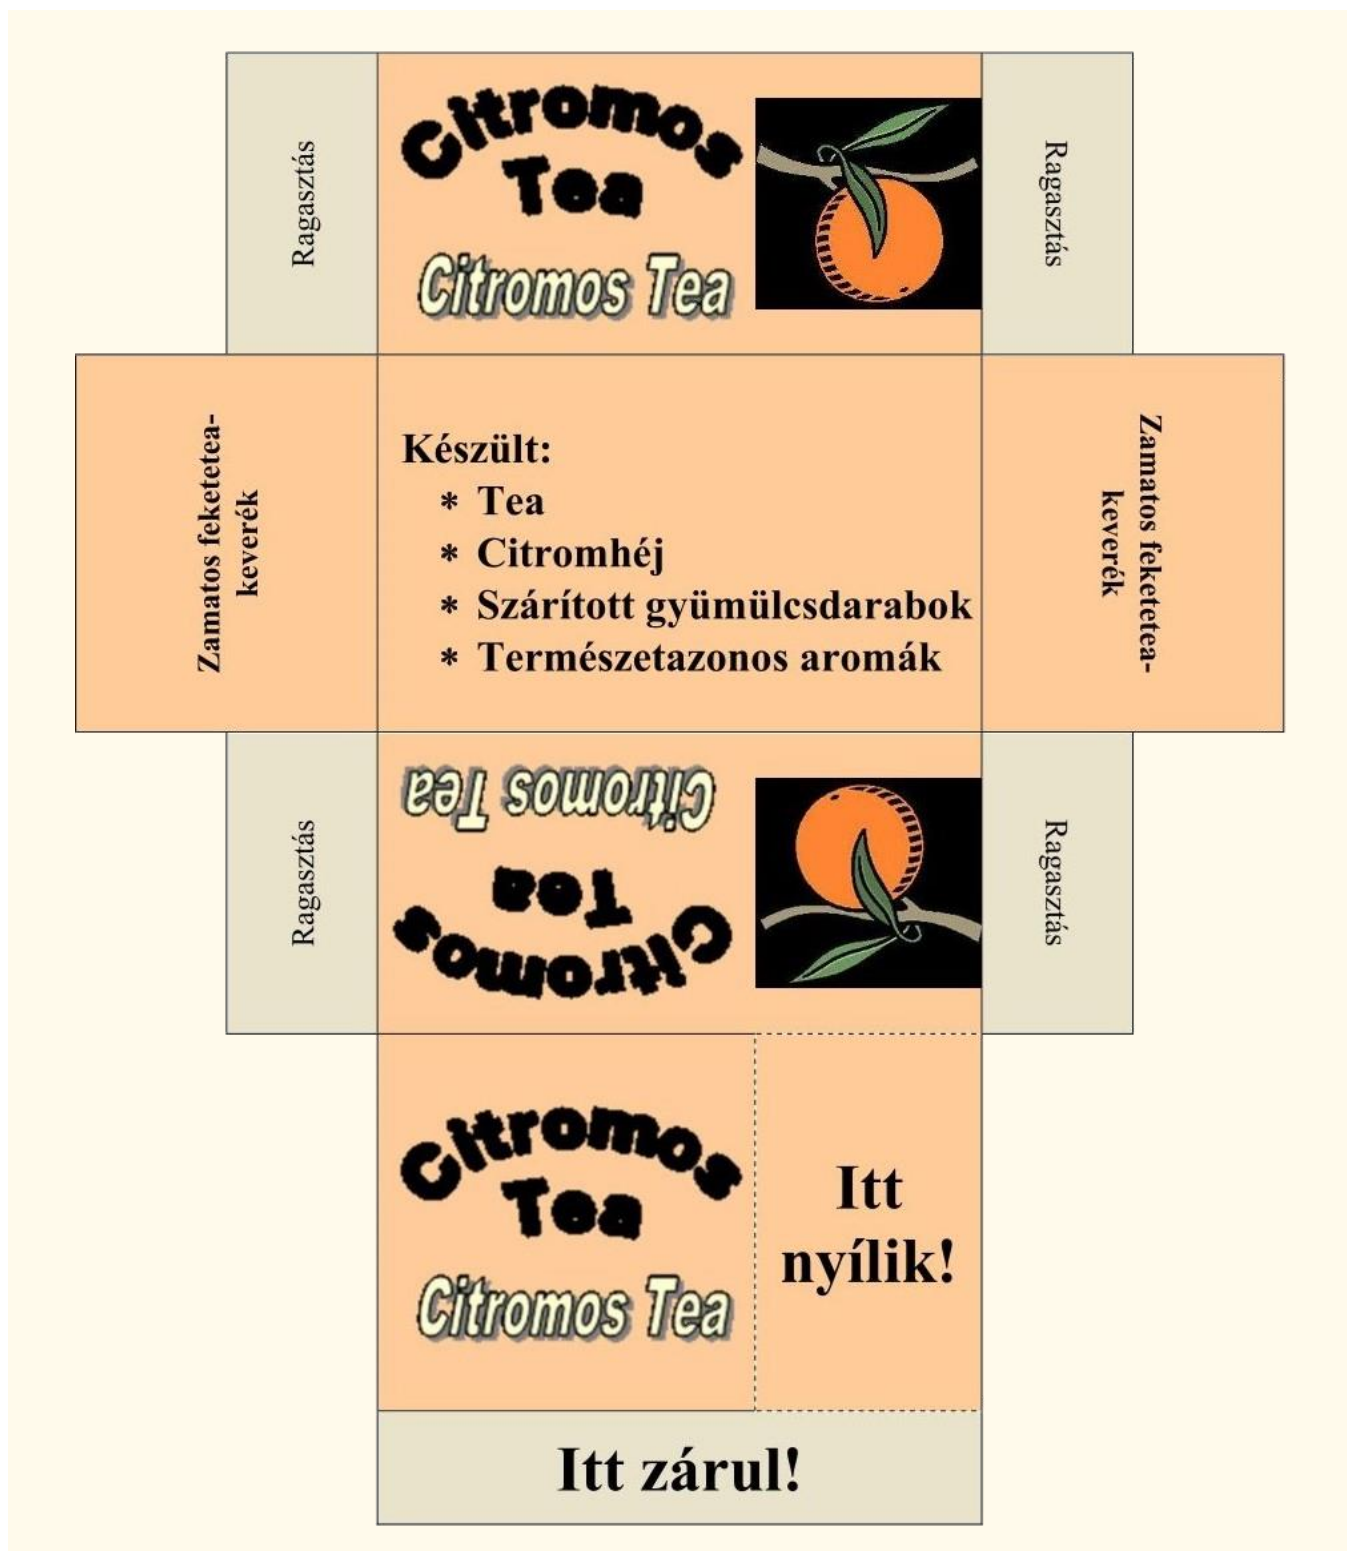 Ragasztás
Citromos
Tea
Citromos Tea
Ragasztás
Zamatos feketetea-
keverék
Készült:
* Tea
* Citromhéj
* Szárított gyümülcsdarabok
* Természetazonos aromák
Zamatos feketetea-
keverék
Ragasztás
Citromos Tea
Tea
Citromos
Ragasztás
Citromos
Tea
Citromos Tea
Itt
nyílik!
Itt zárul!